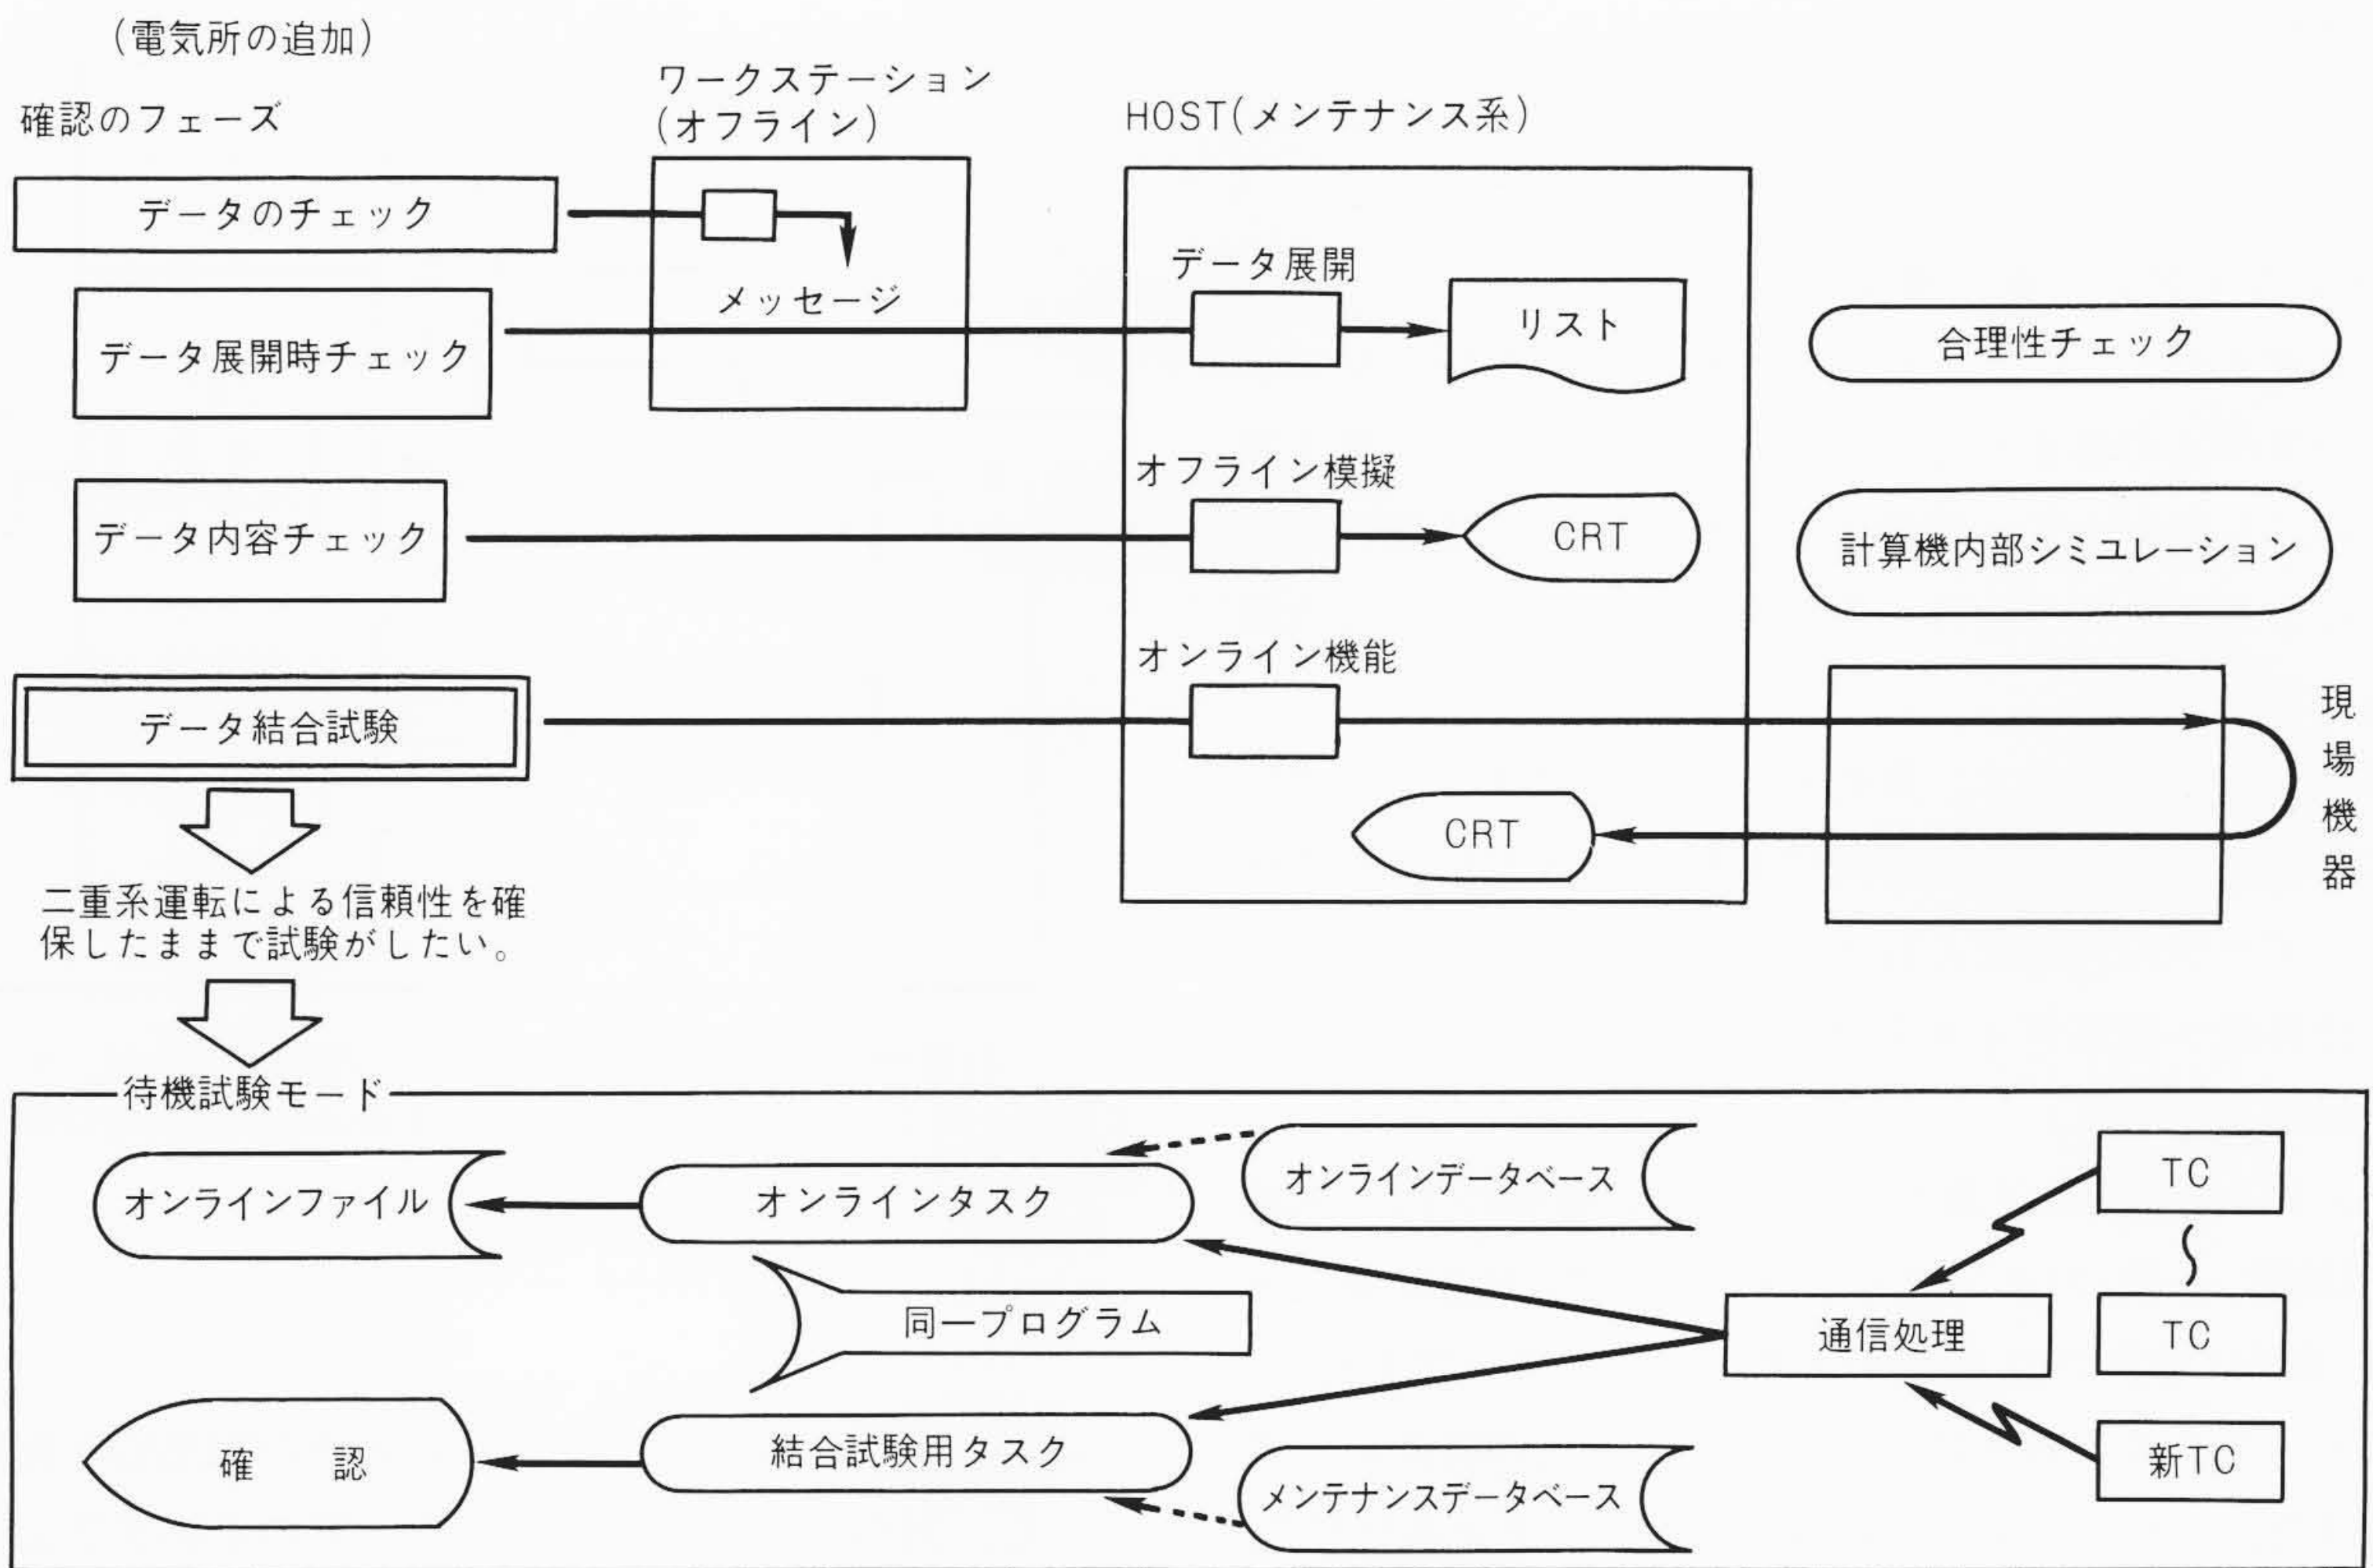 (電気所の追加)
確認のフェーズ
ワークステーション
(オフライン)
HOST(メンテナンス系)
データのチェック
メッセージ
データ展開時チェック
データ展開
リスト
合理性チェック
データ内容チェック
オフライン模擬
CRT
計算機内部シミユレーション
データ結合試験
オンライン機能
CRT
現場機器
二重系運転による信頼性を確
保したままで試験がしたい。
待機試験モード
オンラインファイル
オンラインタスク
オンラインデータベース
TC
同一プログラム
通信処理
TC
確 認
結合試験用タスク
メンテナンスデータベース
新TC